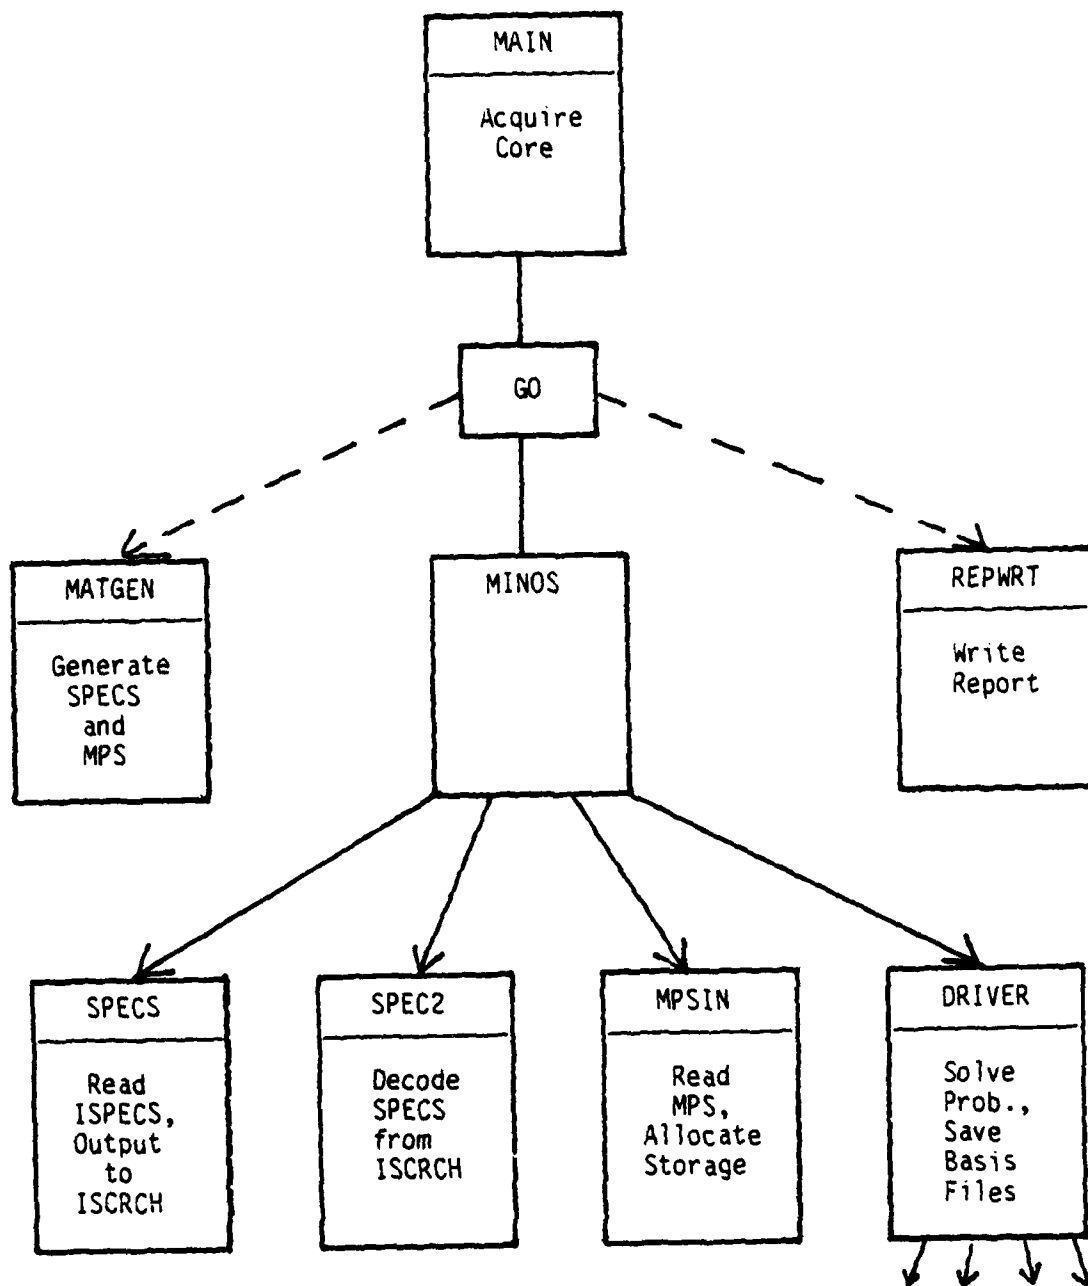 MAIN
Acquire
Core
GO
MATGEN
Generate
SPECS
and
MPS
MINOS
REPWRT
Write
Report
SPECS
Read
ISPECS,
Output
to
ISCRCH
SPEC2
Decode
SPECS
from
ISCRCH
MPSIN
Read
MPS,
Allocate
Storage
DRIVER
Solve
Prob.,
Save
Basis
Files